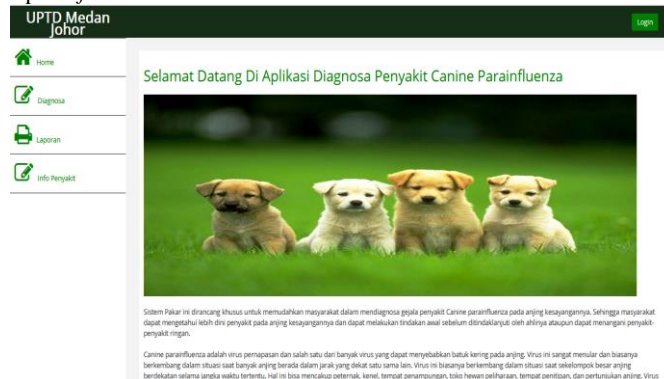 UPTD Medan
Johor
Login
Home
Diagnosa
Laporan
Info Penyakit
Selamat Datang Di Aplikasi Diagnosa Penyakit Canine Parainfluenza
Sistem Pakar ini dirancang khusus untuk memudahkan masyarakat dalam mendiagnosa gejala penyakit Canine parainfluenza pada anjing kesayangannya. Sehingga masyarakat
dapat mengetahui lebih dini penyakit pada anjing kesayangannya dan dapat melakukan tindakan awal sebelum ditindaklanjuti oleh ahlinya ataupun dapat menangani penyakit-
penyakit ringan.
Canine parainfluenza adalah virus pernapasan dan salah satu dari banyak virus yang dapat menyebabkan batuk kering pada anjing. Virus ini sangat menular dan biasanya
berkembang dalam situasi saat banyak anjing berada dalam jarak yang dekat satu sama lain. Virus ini biasanya berkembang dalam situasi saat sekelompok besar anjing
berdekatan selama jangka waktu tertentu. Hal ini bisa mencakup peternak, kenel, tempat penampungan, toko hewan peliharaan, tempat penitipan, dan pertunjukan anjing. Virus